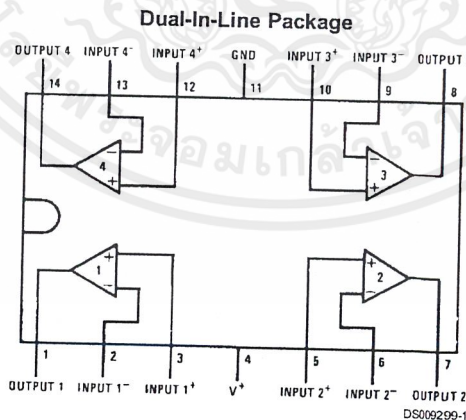 Dual-In-Line Package
OUTPUT 4 INPUT 4- INPUT 4+ GND INPUT 3+ INPUT 3- OUTPUT
14 13 12 11 10 9 8
- -
4 3
+ +
+ +
1 2
- -
1 2 3 4 5 6 7
OUTPUT 1 INPUT 1- INPUT 1+ V+ INPUT 2+ INPUT 2- OUTPUT 2
DS009299-1